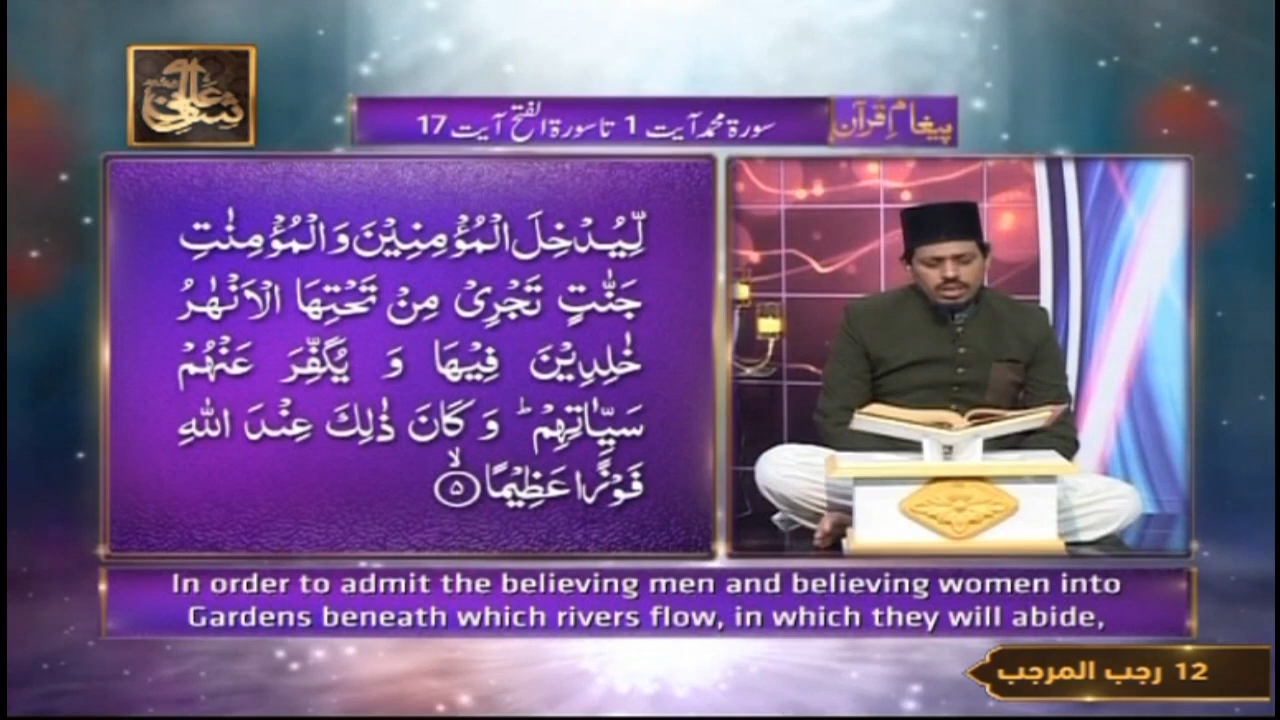 سورۃ محمد آیت 1 تا سورۃ الفتح آیت 17
پیغام قرآن
لِّيُدْخِلَ الْمُؤْمِنِيْنَ وَالْمُؤْمِنٰتِ
جَنّٰتٍ تَجْرِيْ مِنْ تَحْتِهَا الْاَنْهٰرُ
خٰلِدِيْنَ فِيْهَا وَ يُكَفِّرَ عَنْهُمْ
سَيِّاٰتِهِمْ ؕ وَ كَانَ ذٰلِكَ عِنْدَ اللّٰهِ
فَوْزًا عَظِيْمًا ۙ﴿۵﴾
In order to admit the believing men and believing women into
Gardens beneath which rivers flow, in which they will abide,
12 رجب المرجب